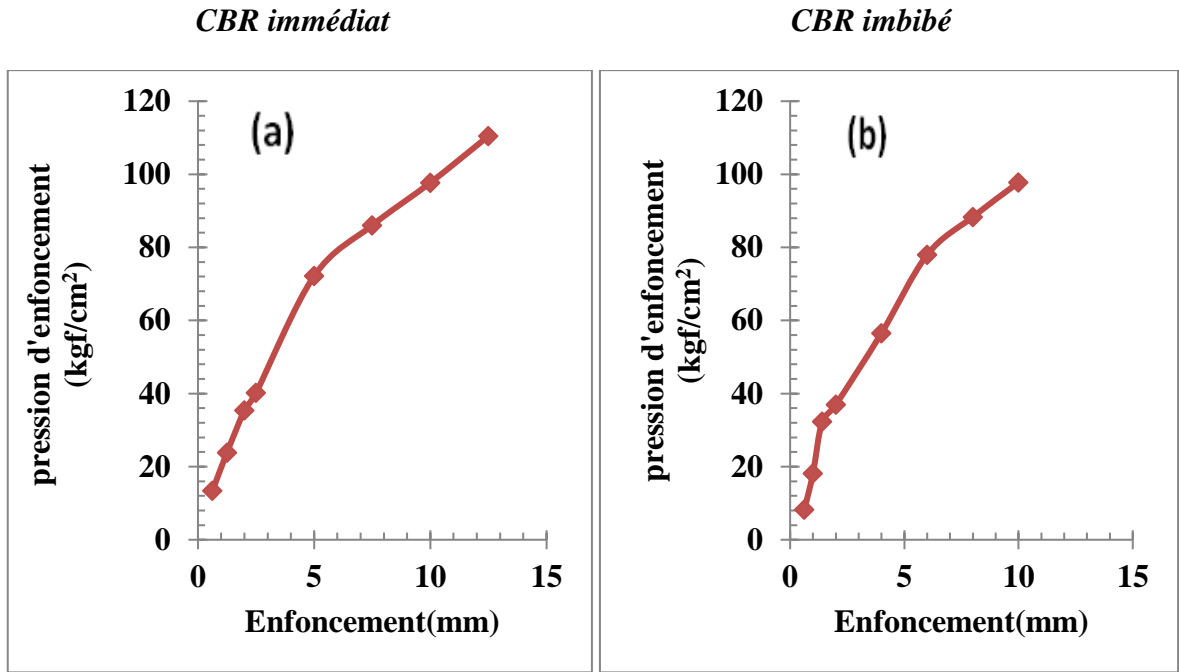 CBR immédiat
CBR imbibé
(a)
pression d'enfoncement
(kgf/cm²)
120
100
80
60
40
20
0
0 5 10 15
Enfoncement(mm)
(b)
pression d'enfoncement
(kgf/cm²)
120
100
80
60
40
20
0
0 5 10 15
Enfoncement(mm)